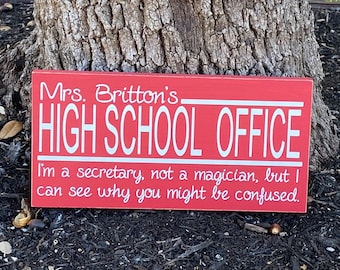 Mrs. Britton's
HIGH SCHOOL OFFICE
I'm a secretary, not a magician, but I
can see why you might be confused.